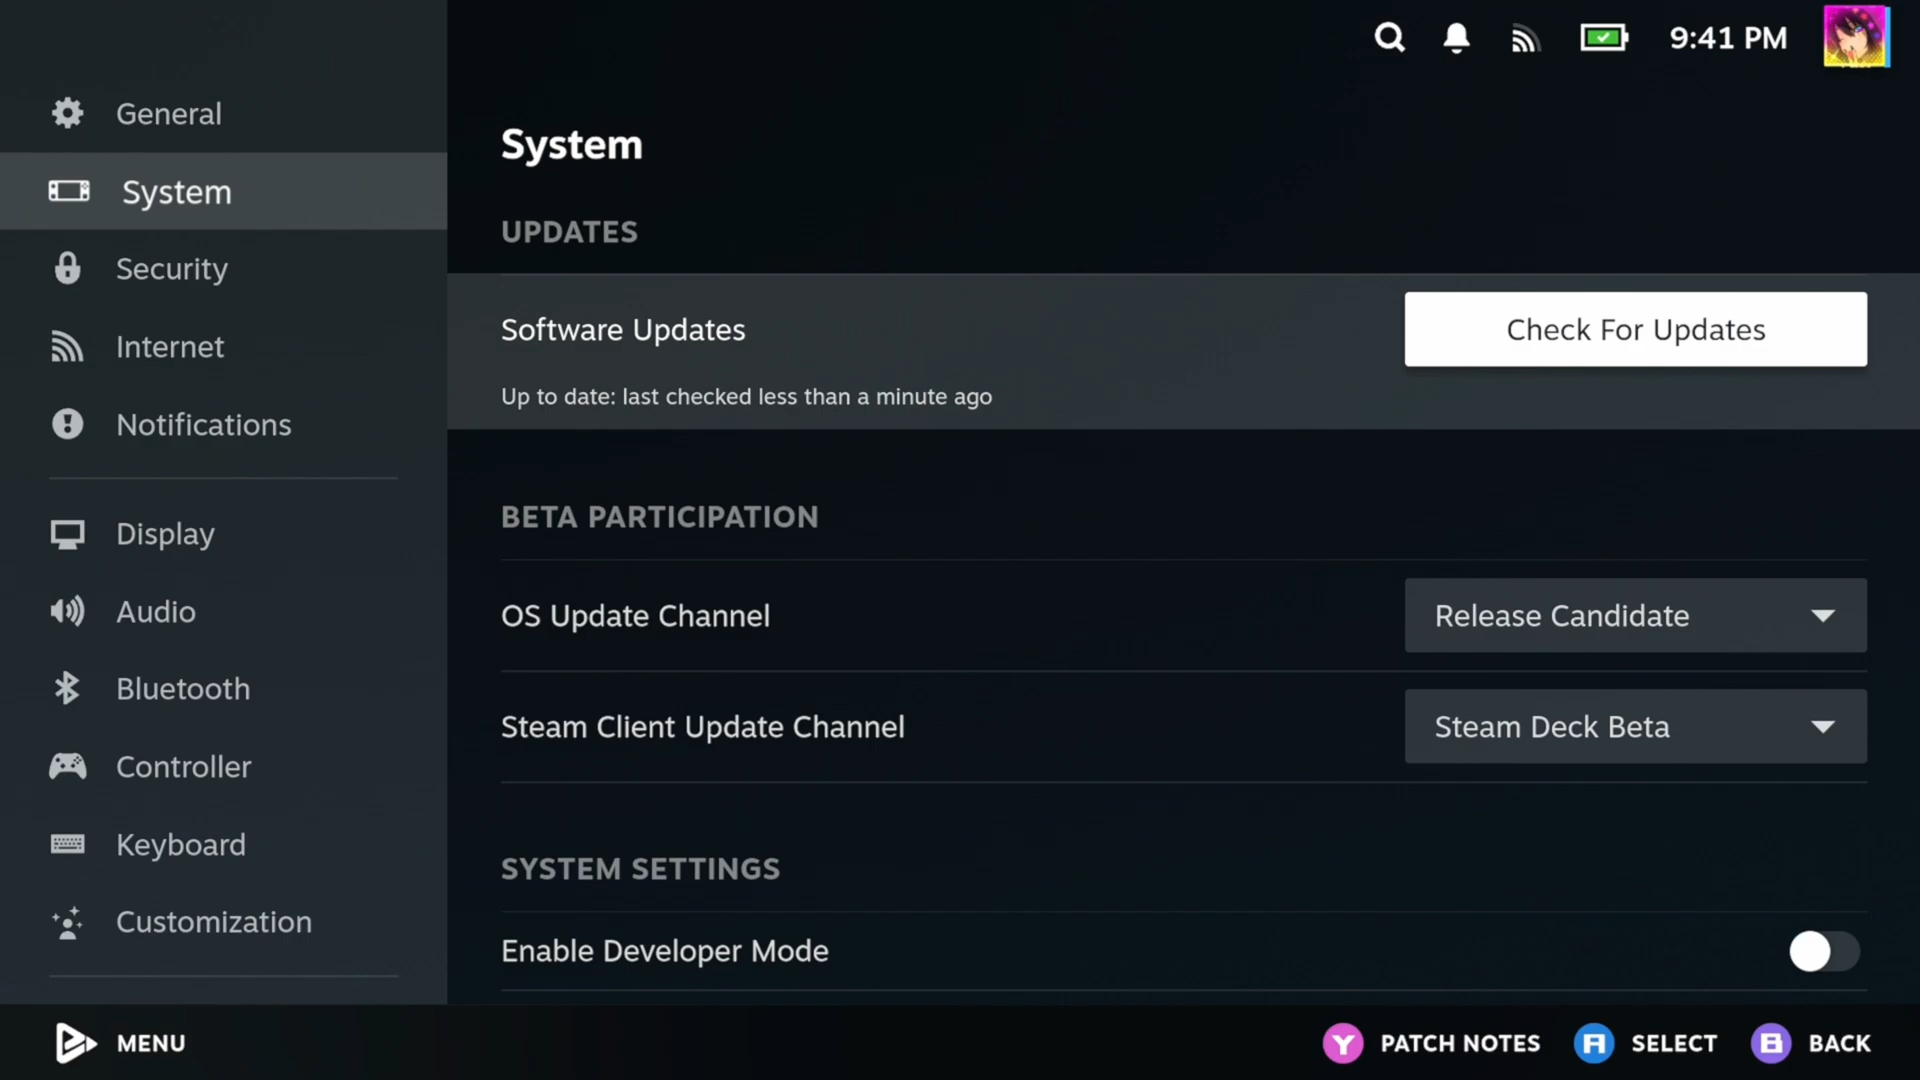 9:41 PM
General
System
Security
Internet
Notifications
Display
Audio
Bluetooth
Controller
Keyboard
Customization
System
UPDATES
Software Updates
Check For Updates
Up to date: last checked less than a minute ago
BETA PARTICIPATION
OS Update Channel
Release Candidate
Steam Client Update Channel
Steam Deck Beta
SYSTEM SETTINGS
Enable Developer Mode
MENU
Y PATCH NOTES
A SELECT
B BACK